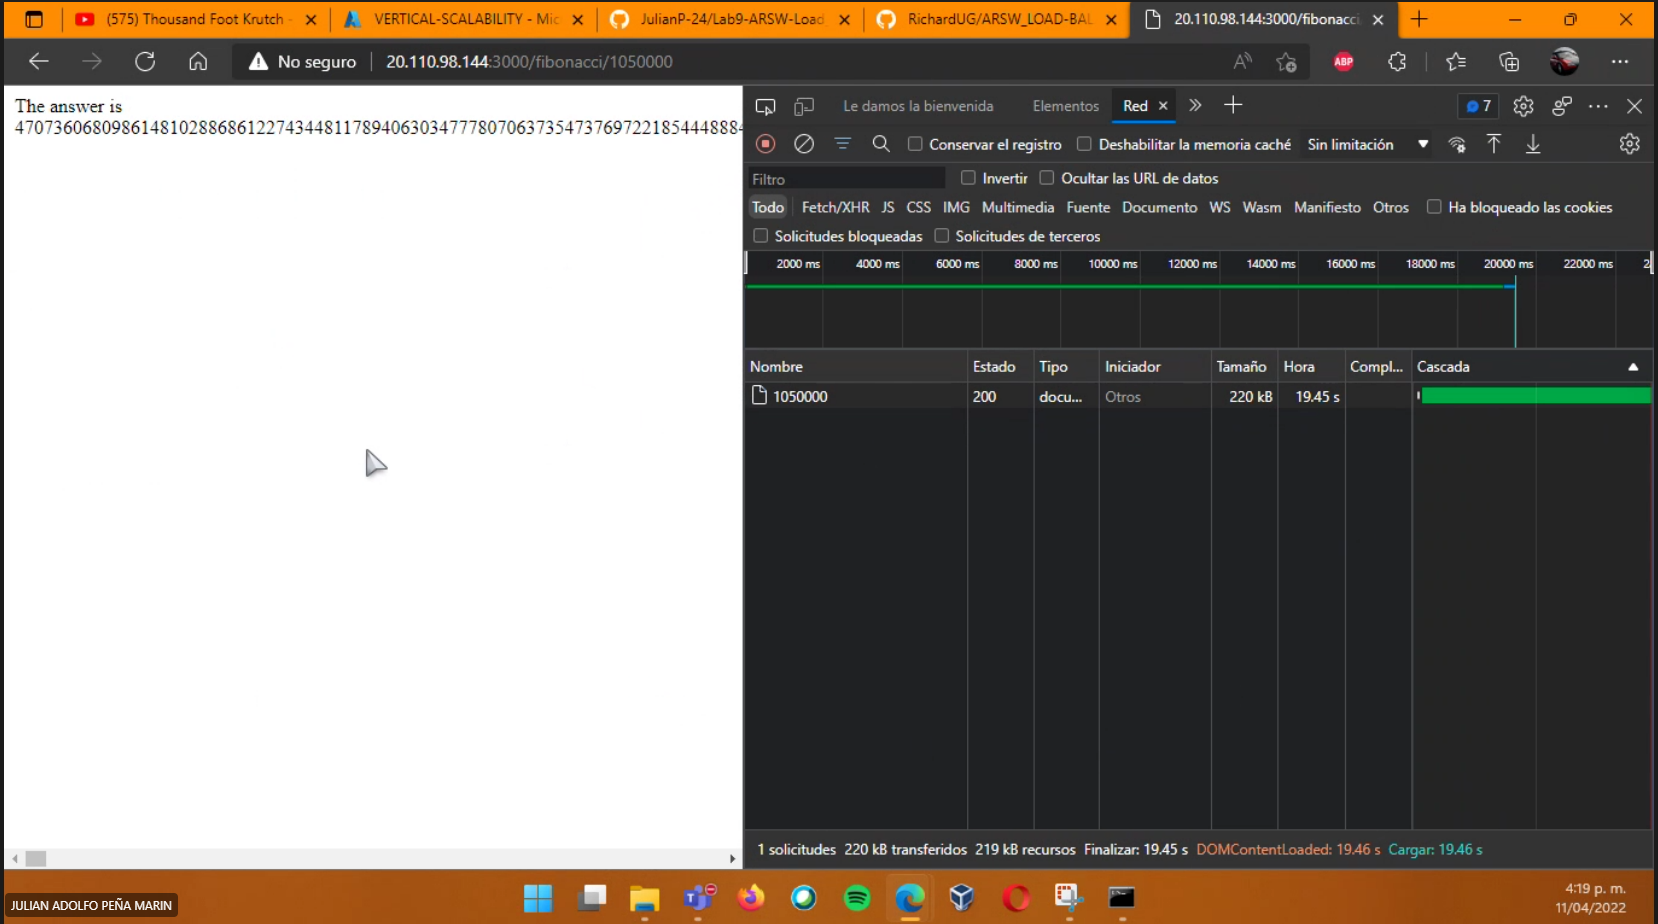 (575) Thousand Foot Krutch -
VERTICAL-SCALABILITY - Mic
JulianP-24/Lab9-ARSW-Load
RichardUG/ARSW_LOAD-BAL
20.110.98.144:3000/fibonacci
No seguro
20.110.98.144:3000/fibonacci/1050000
ABP
The answer is
Le damos la bienvenida
Elementos
Red
7
Conservar el registro
Deshabilitar la memoria caché
Sin limitación
Filtro
Invertir
Ocultar las URL de datos
Todo
Fetch/XHR
JS
CSS
IMG
Multimedia
Fuente
Documento
WS
Wasm
Manifiesto
Otros
Ha bloqueado las cookies
Solicitudes bloqueadas
Solicitudes de terceros
2000 ms 4000 ms 6000 ms 8000 ms 10000 ms 12000 ms 14000 ms 16000 ms 18000 ms 20000 ms 22000 ms
Nombre Estado Tipo Iniciador Tamaño Hora Compl... Cascada
1050000 200 docu... Otros 220 kB 19.45 s
1 solicitudes 220 kB transferidos 219 kB recursos Finalizar: 19.45 s DOMContentLoaded: 19.46 s Cargar: 19.46 s
JULIAN ADOLFO PEÑA MARIN
4:19 p. m.
11/04/2022